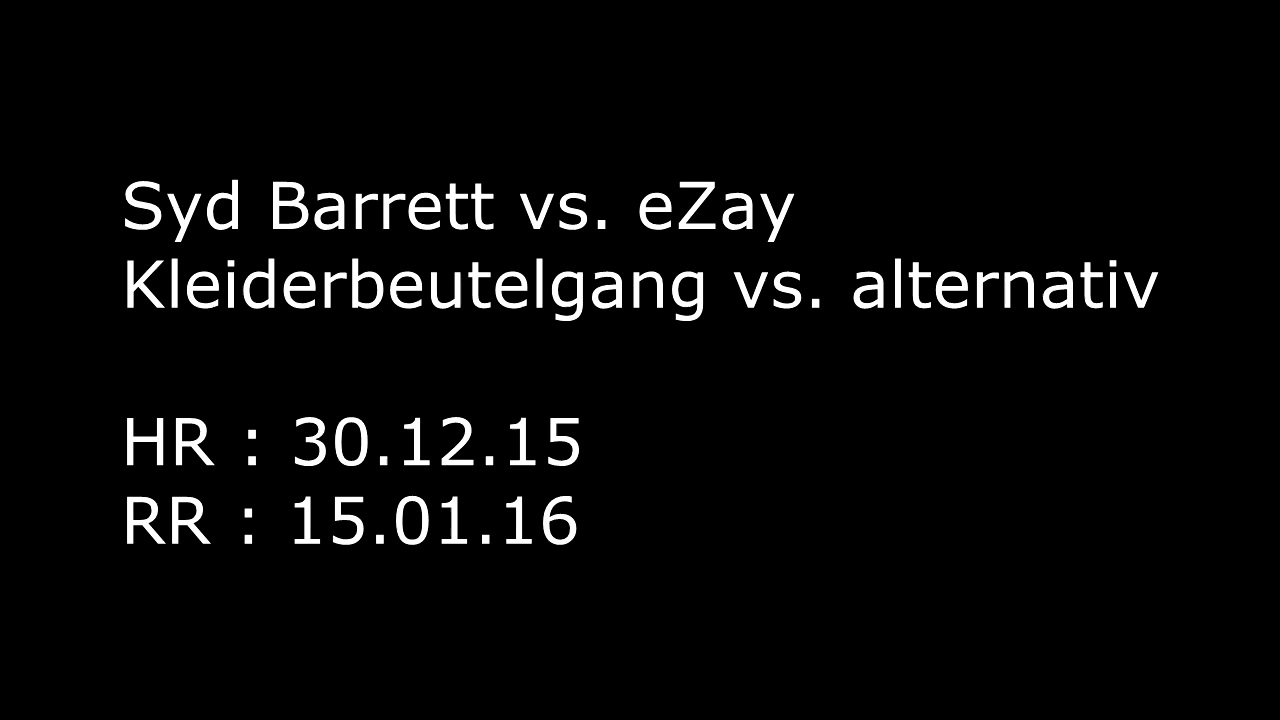 Syd Barrett vs. eZay
Kleiderbeutelgang vs. alternativ
HR : 30.12.15
RR : 15.01.16